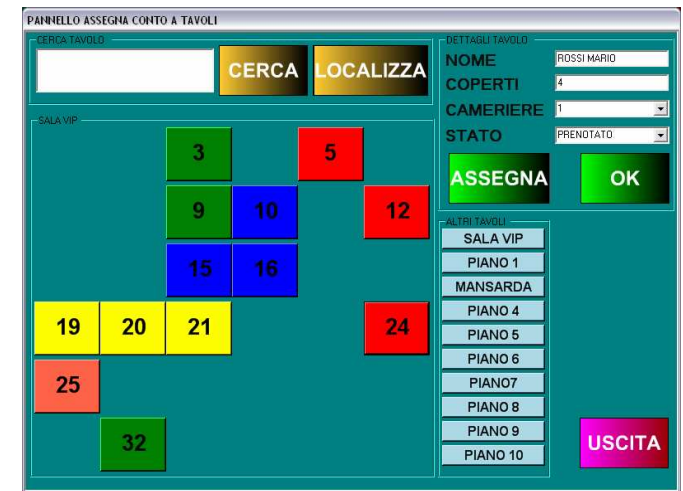 PANNELLO ASSEGNA CONTO A TAVOLI
CERCA TAVOLO
CERCA
LOCALIZZA
DETTAGLI TAVOLO
NOME ROSSI MARIO
COPERTI 4
CAMERIERE 1
STATO PRENOTATO
ASSEGNA
OK
SALA VIP
3 5
9 10 12
15 16
19 20 21 24
25
32
ALTRI TAVOLI
SALA VIP
PIANO 1
MANSARDA
PIANO 4
PIANO 5
PIANO 6
PIANO7
PIANO 8
PIANO 9
PIANO 10
USCITA